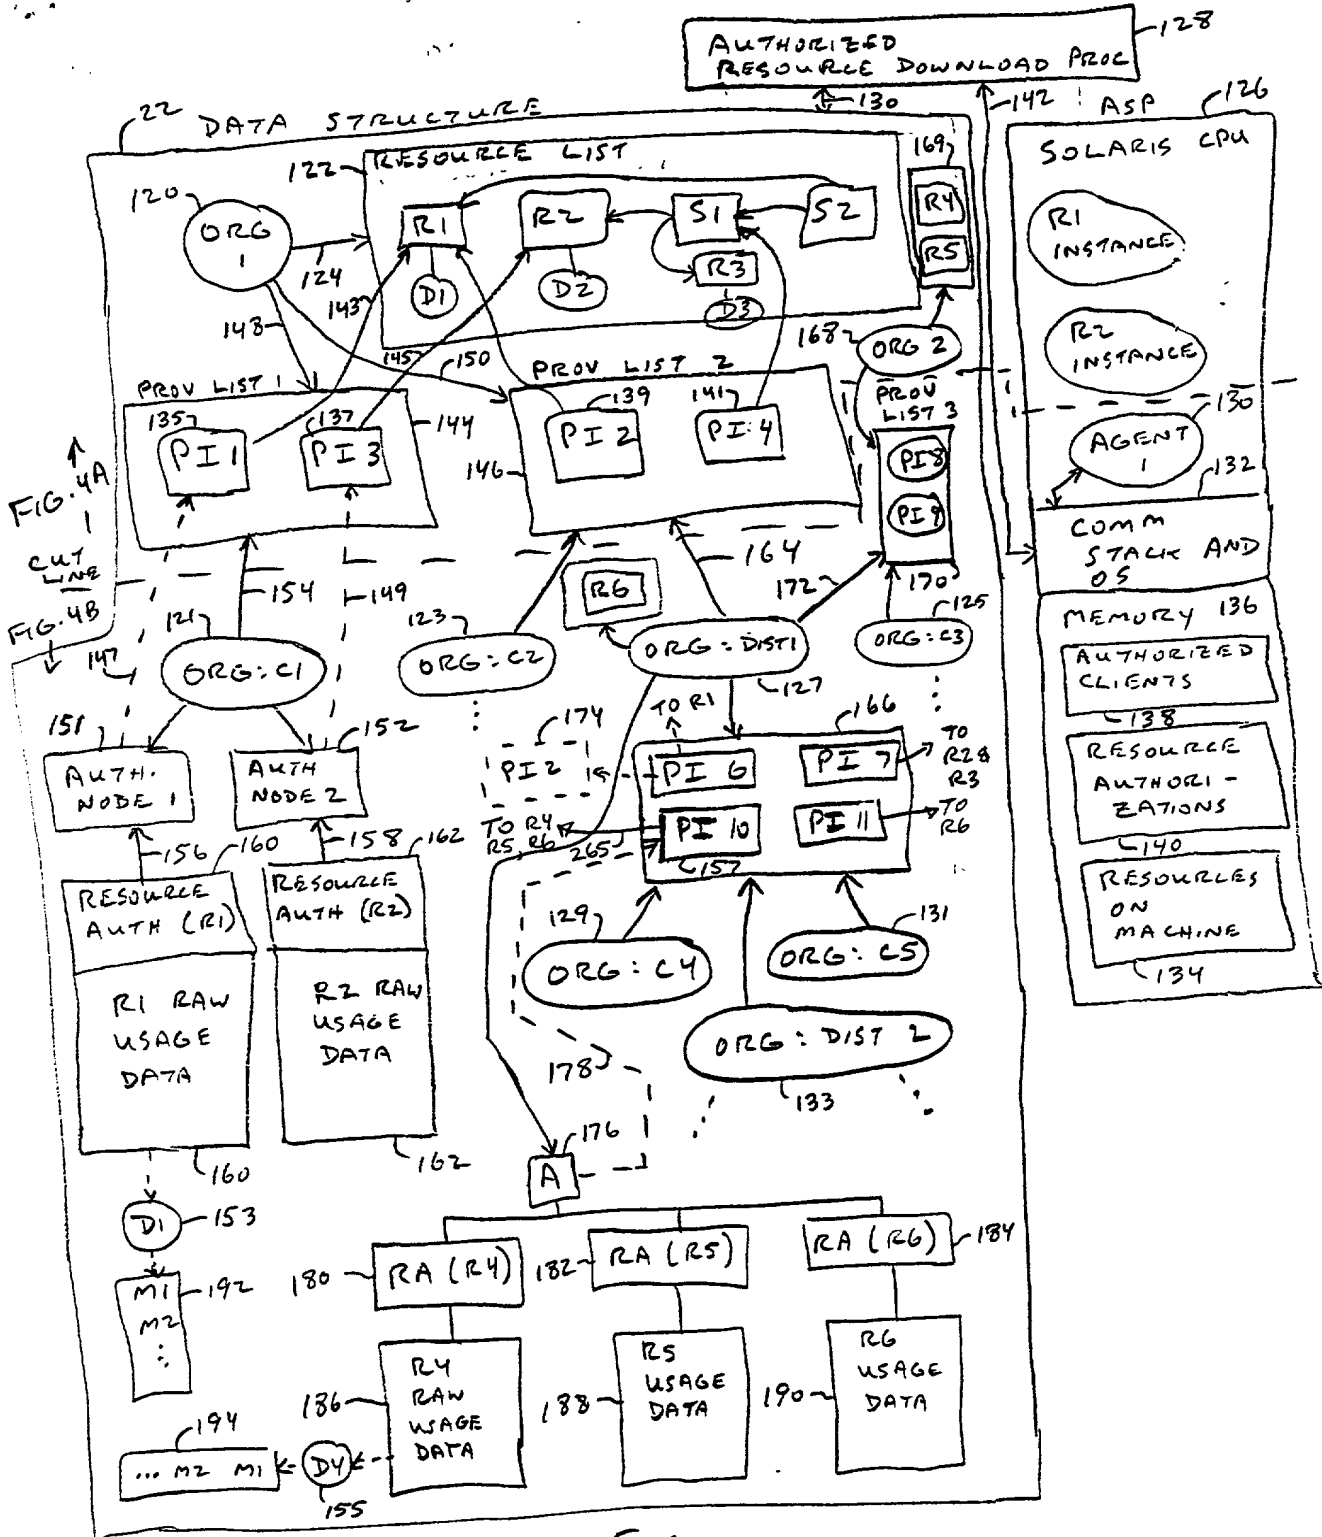 AUTHORIZED
RESOURCE DOWNLOAD PROC
128
130
142
22
DATA STRUCTURE
ASP
126
SOLARIS CPU
122
RESOURCE LIST
169
120
ORG
1
124
R1
R2
S1
S2
R3
D1
D2
D3
R4
R5
R1
INSTANCE
R2
INSTANCE
148
143
145
150
168
ORG 2
PROV LIST 1
PROV LIST 2
PROV
LIST 3
135
PI 1
137
PI 3
144
139
PI 2
141
PI 4
146
PI 8
PI 9
130
AGENT
1
132
COMM
STACK AND
OS
FIG. 4A
CUT
LINE
FIG. 4B
154
149
164
172
170
R6
121
ORG: C1
123
ORG: C2
ORG: DIST1
127
125
ORG: C3
147
MEMORY 136
AUTHORIZED
CLIENTS
138
RESOURCE
AUTHORI-
ZATIONS
140
RESOURCES
ON
MACHINE
134
151
AUTH.
NODE 1
152
AUTH
NODE 2
174
PI 2
TO R1
166
PI 6
PI 7
TO
R2 &
R3
PI 10
PI 11
TO
R6
TO R4
R5, R6
265
157
156
160
158
162
RESOURCE
AUTH (R1)
RESOURCE
AUTH (R2)
R1 RAW
USAGE
DATA
R2 RAW
USAGE
DATA
160
162
129
ORG: C4
131
ORG: C5
ORG: DIST 2
133
178
176
A
D1
153
M1
M2
192
180
RA (R4)
182
RA (R5)
RA (R6)
184
186
R4
RAW
USAGE
DATA
188
R5
USAGE
DATA
190
R6
USAGE
DATA
194
... M2 M1
D4
155